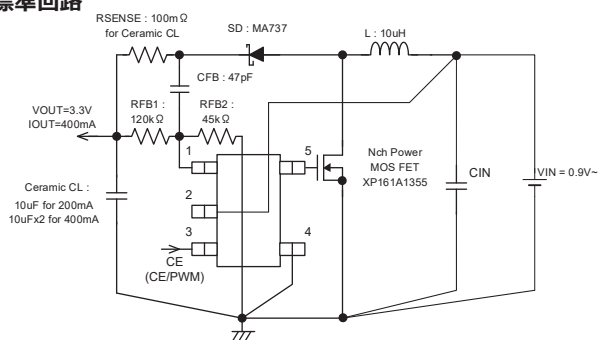 標準回路
RSENSE : 100mΩ
for Ceramic CL
SD : MA737
L : 10uH
CFB : 47pF
VOUT=3.3V
IOUT=400mA
RFB1 :
120kΩ
RFB2 :
45kΩ
1
5
Nch Power
MOS FET
XP161A1355
CIN
VIN = 0.9V~
Ceramic CL :
10uF for 200mA
10uFx2 for 400mA
2
3
4
CE
(CE/PWM)